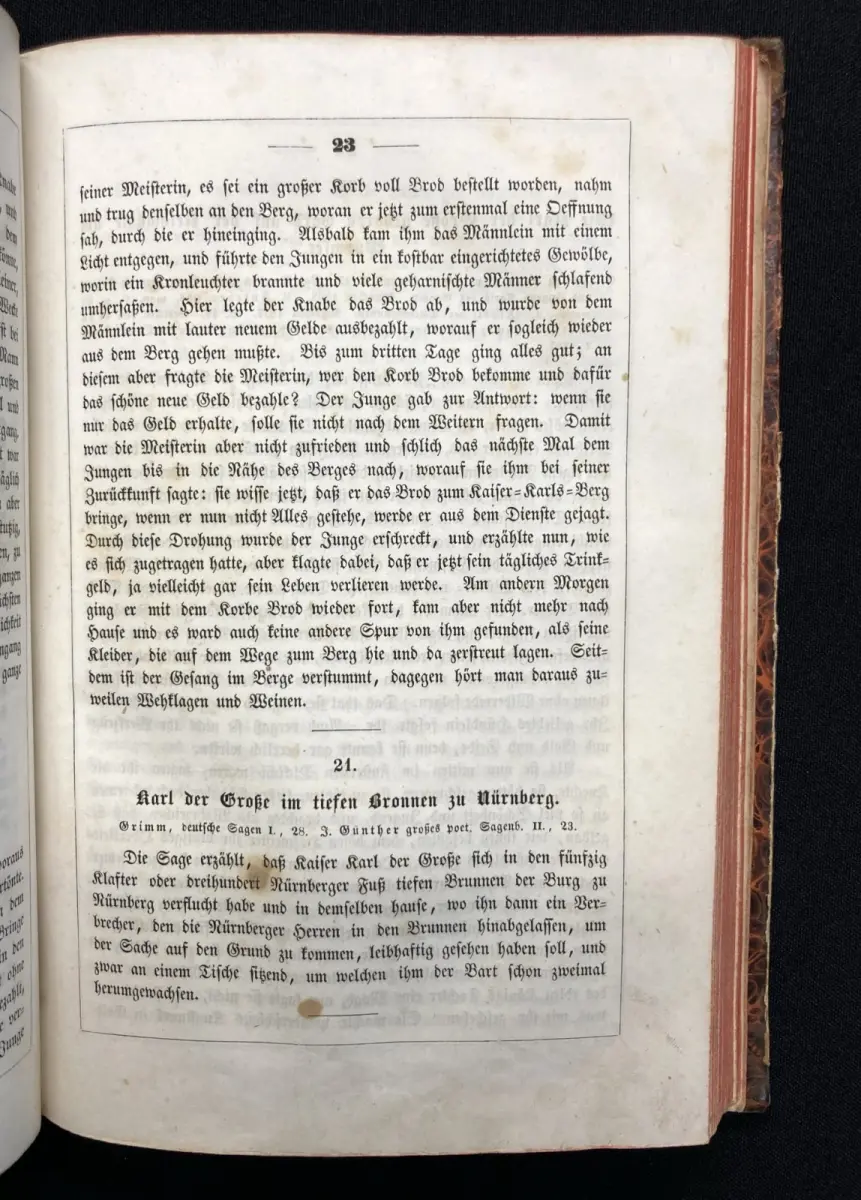 23
seiner Meisterin, es sei ein großer Korb voll Brod bestellt worden, nahm
und trug denselben an den Berg, woran er jetzt zum erstenmal eine Oeffnung
sah, durch die er hineinging. Alsbald kam ihm das Männlein mit einem
Licht entgegen, und führte den Jungen in ein kostbar eingerichtetes Gewölbe,
worin ein Kronleuchter brannte und viele geharnischte Männer schlafend
umhersaßen. Hier legte der Knabe das Brod ab, und wurde von dem
Männlein mit lauter neuem Gelde ausbezahlt, worauf er sogleich wieder
aus dem Berg gehen mußte. Bis zum dritten Tage ging alles gut; an
diesem aber fragte die Meisterin, wer den Korb Brod bekomme und dafür
das schöne neue Geld bezahle? Der Junge gab zur Antwort: wenn sie
nur das Geld erhalte, solle sie nicht nach dem Weitern fragen. Damit
war die Meisterin aber nicht zufrieden und schlich das nächste Mal dem
Jungen bis in die Nähe des Berges nach, worauf sie ihm bei seiner
Zurückkunft sagte: sie wisse jetzt, daß er das Brod zum Kaiser-Karls-Berg
bringe, wenn er nun nicht Alles gestehe, werde er aus dem Dienste gejagt.
Durch diese Drohung wurde der Junge erschreckt, und erzählte nun, wie
es sich zugetragen hatte, aber klagte dabei, daß er jetzt sein tägliches Trink-
geld, ja vielleicht gar sein Leben verlieren werde. Am andern Morgen
ging er mit dem Korbe Brod wieder fort, kam aber nicht mehr nach
Hause und es ward auch keine andere Spur von ihm gefunden, als seine
Kleider, die auf dem Wege zum Berg hie und da zerstreut lagen. Seit-
dem ist der Gesang im Berge verstummt, dagegen hört man daraus zu-
weilen Wehklagen und Weinen.
21.
Karl der Große im tiefen Bronnen zu Nürnberg.
Grimm, deutsche Sagen I., 28. J. Günther großes poet. Sagenb. II., 23.
Die Sage erzählt, daß Kaiser Karl der Große sich in den fünfzig
Klafter oder dreihundert Nürnberger Fuß tiefen Brunnen der Burg zu
Nürnberg verflucht habe und in demselben hause, wo ihn dann ein Ver-
brecher, den die Nürnberger Herren in den Brunnen hinabgelassen, um
der Sache auf den Grund zu kommen, leibhaftig gesehen haben soll, und
zwar an einem Tische sitzend, um welchen ihm der Bart schon zweimal
herumgewachsen.